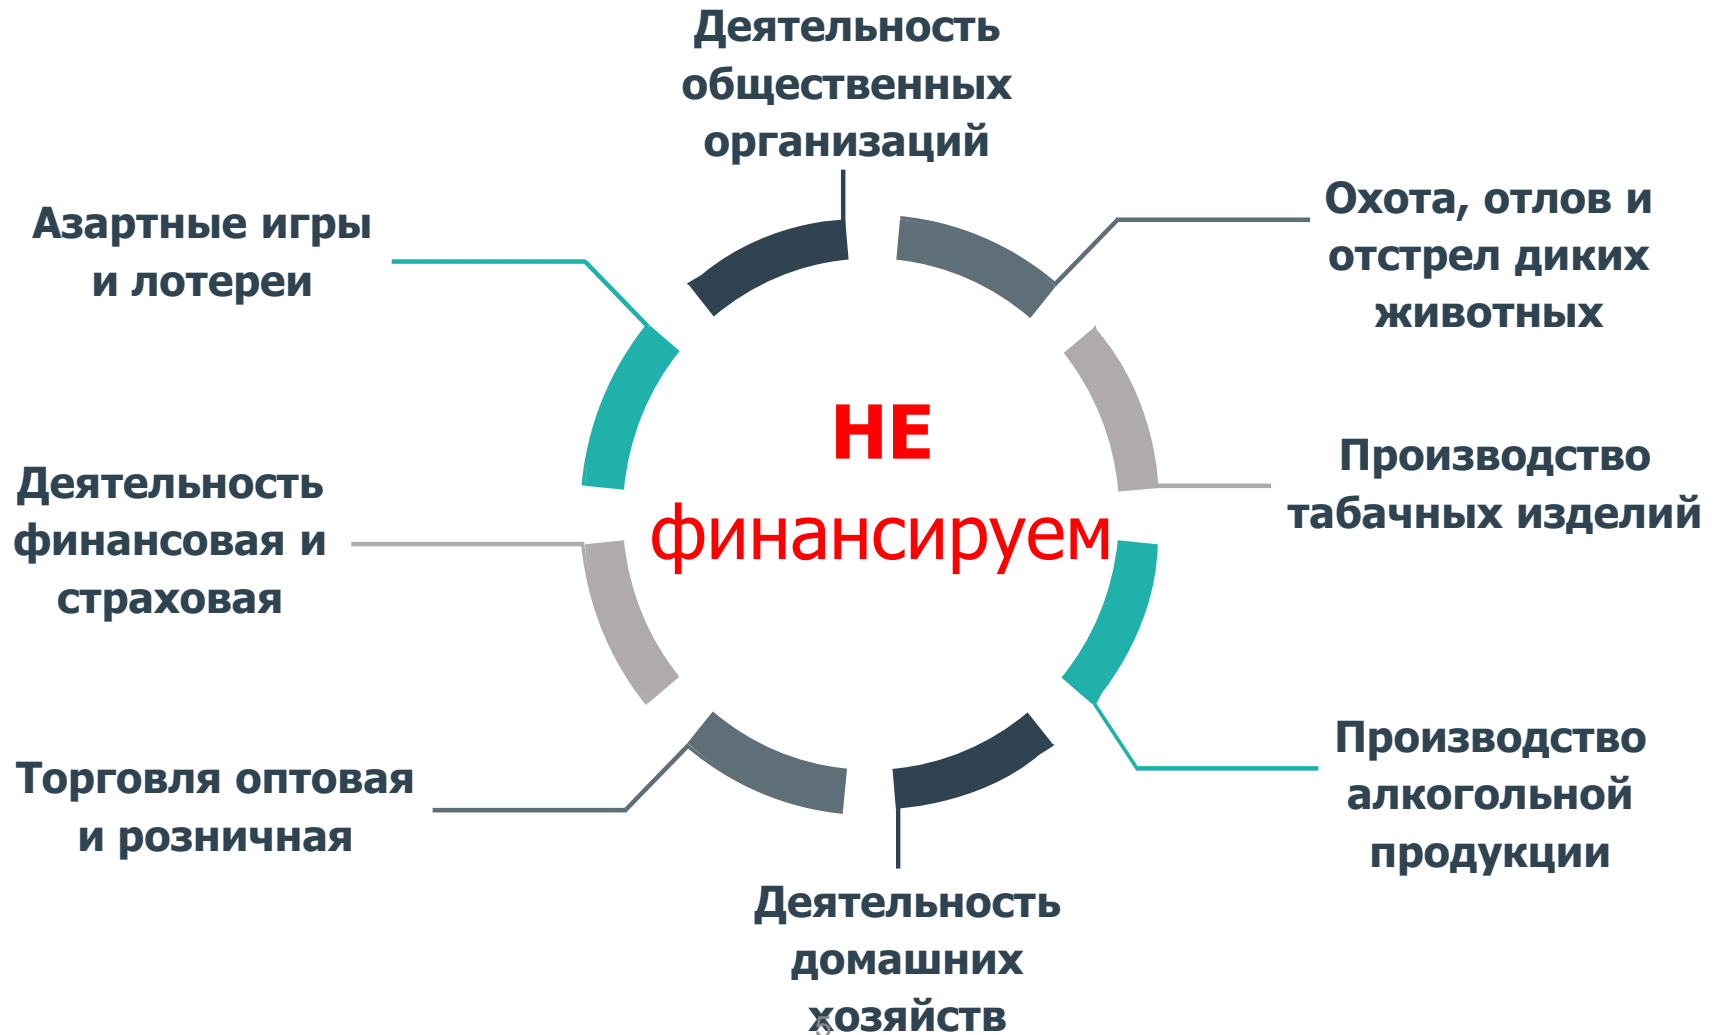 Деятельность
общественных
организаций
Охота, отлов и
отстрел диких
животных
Азартные игры
и лотереи
НЕ
финансируем
Производство
табачных изделий
Деятельность
финансовая и
страховая
Производство
алкогольной
продукции
Торговля оптовая
и розничная
Деятельность
домашних
хозяйств
5